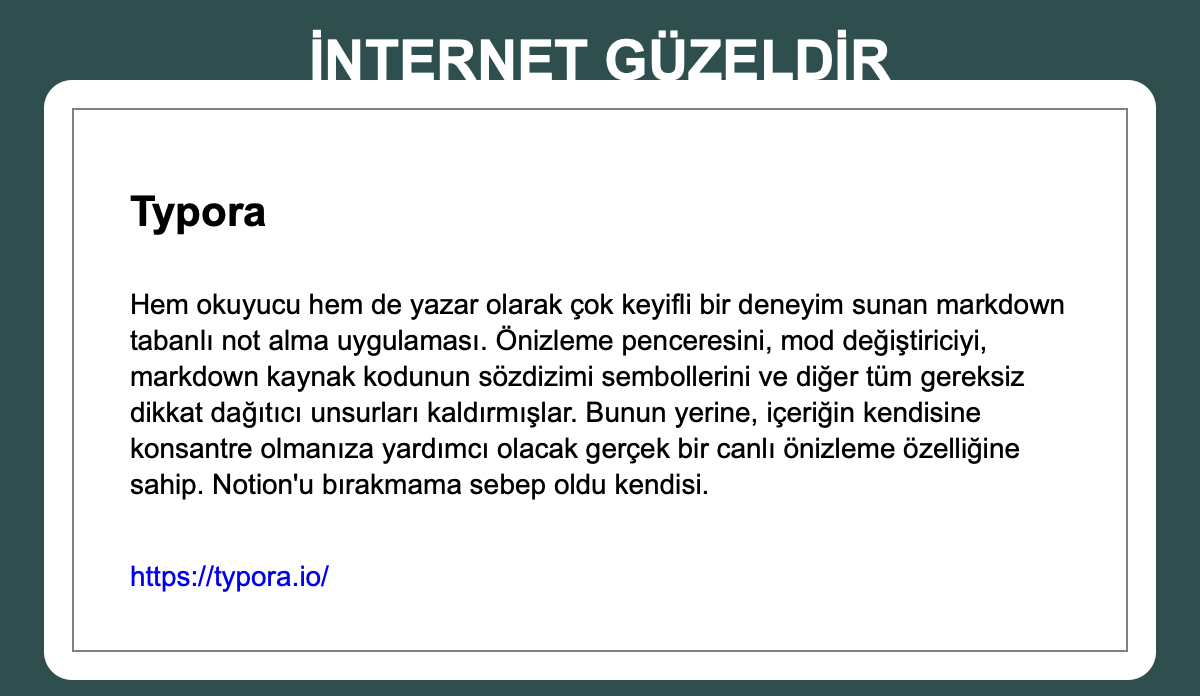 İNTERNET GÜZELDİR
Typora
Hem okuyucu hem de yazar olarak çok keyifli bir deneyim sunan markdown
tabanlı not alma uygulaması. Önizleme penceresini, mod değiştiriciyi,
markdown kaynak kodunun sözdizimi sembollerini ve diğer tüm gereksiz
dikkat dağıtıcı unsurları kaldırmışlar. Bunun yerine, içeriğin kendisine
konsantre olmanıza yardımcı olacak gerçek bir canlı önizleme özelliğine
sahip. Notion'u bırakmama sebep oldu kendisi.
https://typora.io/